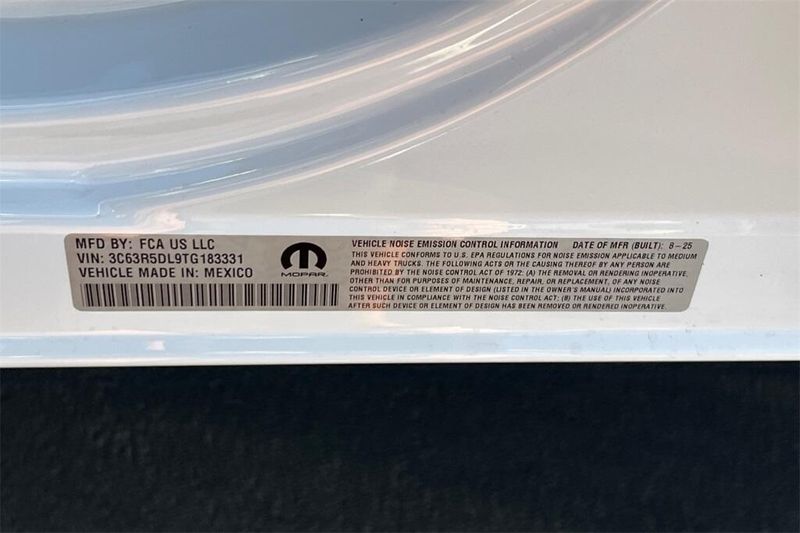 MFD BY: FCA US LLC
VIN: 3C63R5DL9TG183331
VEHICLE MADE IN: MEXICO
MOPAR.
VEHICLE NOISE EMISSION CONTROL INFORMATION DATE OF MFR (BUILT): 8-25
THIS VEHICLE CONFORMS TO U.S. EPA REGULATIONS FOR NOISE EMISSION APPLICABLE TO MEDIUM
AND HEAVY TRUCKS. THE FOLLOWING ACTS OR THE CAUSING THEREOF BY ANY PERSON ARE
PROHIBITED BY THE NOISE CONTROL ACT OF 1972: (A) THE REMOVAL OR RENDERING INOPERATIVE,
OTHER THAN FOR PURPOSES OF MAINTENANCE, REPAIR, OR REPLACEMENT, OF ANY NOISE
CONTROL DEVICE OR ELEMENT OF DESIGN (LISTED IN THE OWNER'S MANUAL) INCORPORATED INTO
THIS VEHICLE IN COMPLIANCE WITH THE NOISE CONTROL ACT; (B) THE USE OF THIS VEHICLE
AFTER SUCH DEVICE OR ELEMENT OF DESIGN HAS BEEN REMOVED OR RENDERED INOPERATIVE.